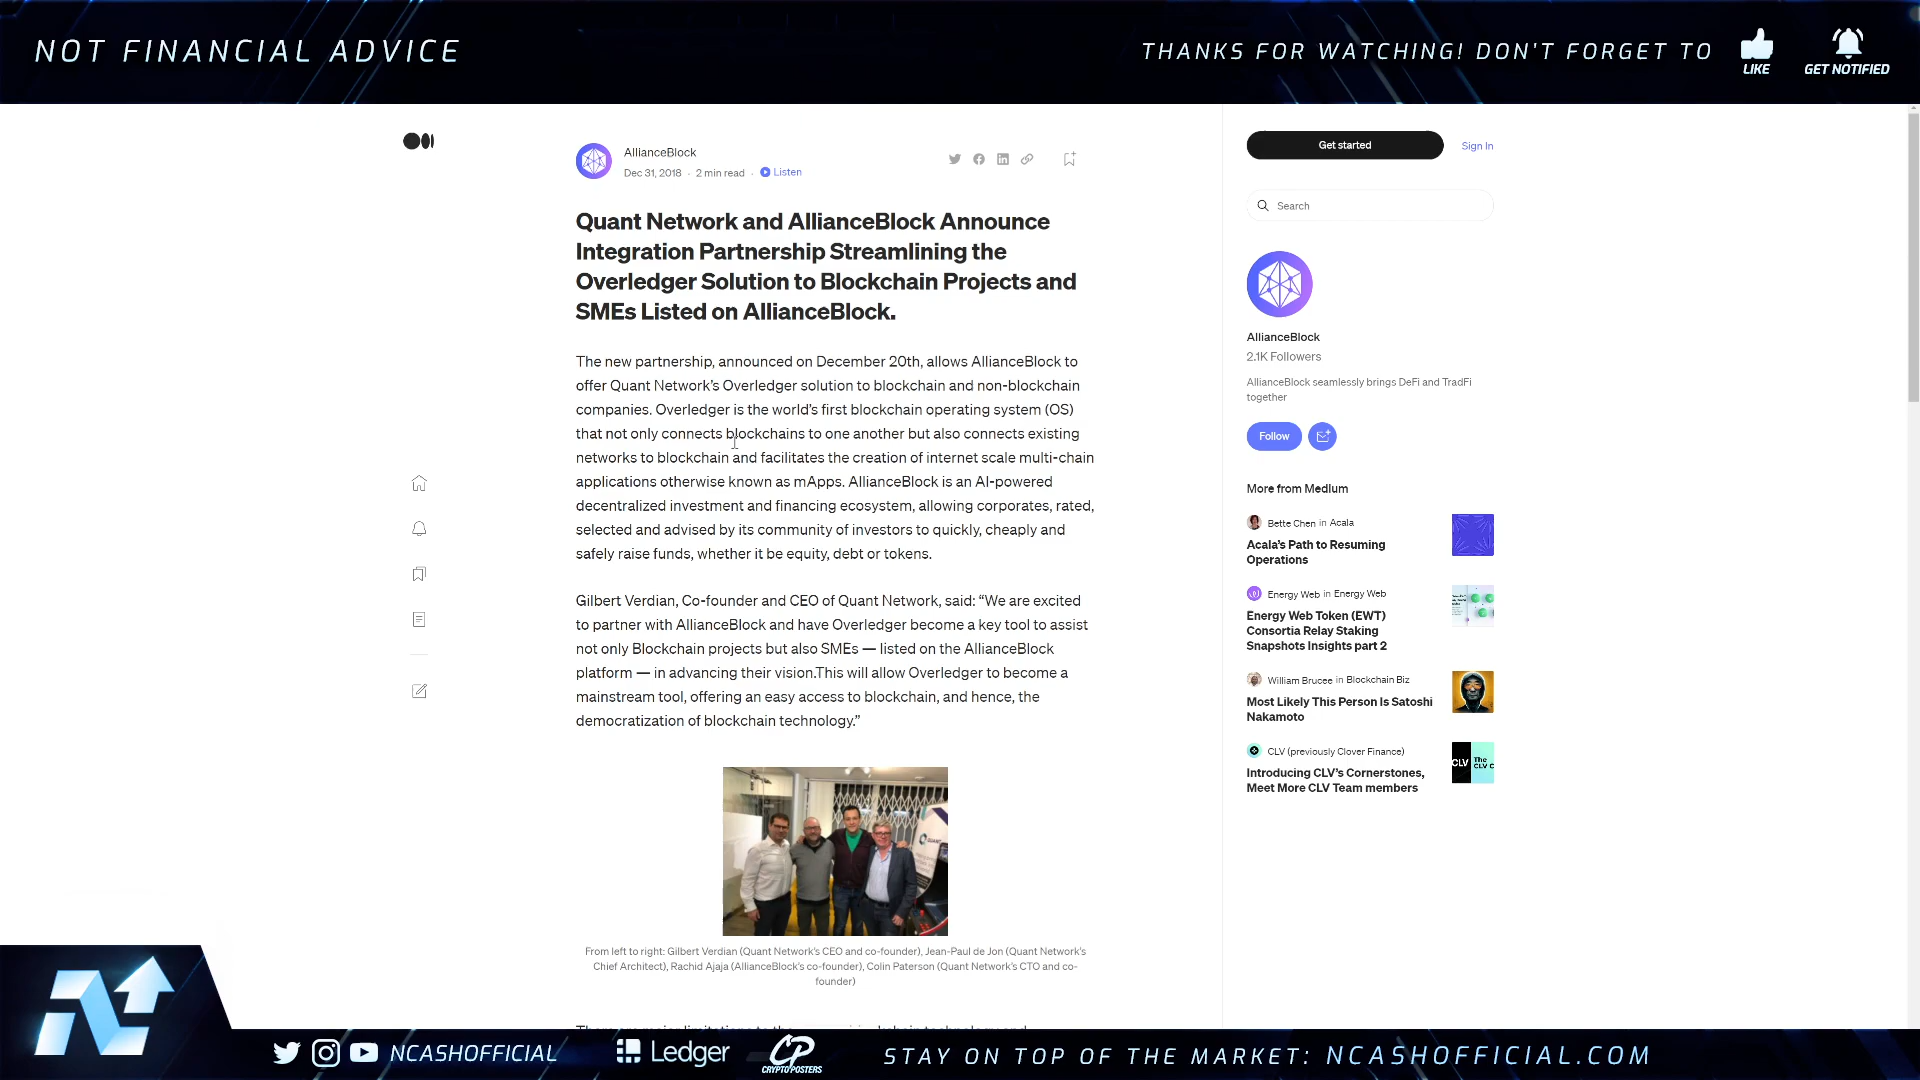 NOT FINANCIAL ADVICE
THANKS FOR WATCHING! DON'T FORGET TO
LIKE
GET NOTIFIED
AllianceBlock
Dec 31, 2018 · 2 min read · Listen
Quant Network and AllianceBlock Announce
Integration Partnership Streamlining the
Overledger Solution to Blockchain Projects and
SMEs Listed on AllianceBlock.
The new partnership, announced on December 20th, allows AllianceBlock to
offer Quant Network's Overledger solution to blockchain and non-blockchain
companies. Overledger is the world's first blockchain operating system (OS)
that not only connects blockchains to one another but also connects existing
networks to blockchain and facilitates the creation of internet scale multi-chain
applications otherwise known as mApps. AllianceBlock is an AI-powered
decentralized investment and financing ecosystem, allowing corporates, rated,
selected and advised by its community of investors to quickly, cheaply and
safely raise funds, whether it be equity, debt or tokens.
Gilbert Verdian, Co-founder and CEO of Quant Network, said: “We are excited
to partner with AllianceBlock and have Overledger become a key tool to assist
not only Blockchain projects but also SMEs — listed on the AllianceBlock
platform — in advancing their vision.This will allow Overledger to become a
mainstream tool, offering an easy access to blockchain, and hence, the
democratization of blockchain technology.”
QUANT
From left to right: Gilbert Verdian (Quant Network's CEO and co-founder), Jean-Paul de Jon (Quant Network's
Chief Architect), Rachid Ajaja (AllianceBlock's co-founder), Colin Paterson (Quant Network's CTO and co-
founder)
Get started
Sign In
Search
AllianceBlock
2.1K Followers
AllianceBlock seamlessly brings DeFi and TradFi
together
Follow
More from Medium
Bette Chen in Acala
Acala's Path to Resuming
Operations
Energy Web in Energy Web
Energy Web Token (EWT)
Consortia Relay Staking
Snapshots Insights part 2
William Brucee in Blockchain Biz
Most Likely This Person Is Satoshi
Nakamoto
CLV (previously Clover Finance)
Introducing CLV's Cornerstones,
Meet More CLV Team members
CLV
The
CLV C
NCASHOFFICIAL
Ledger
CP
CRYPTO POSTERS
STAY ON TOP OF THE MARKET: NCASHOFFICIAL.COM